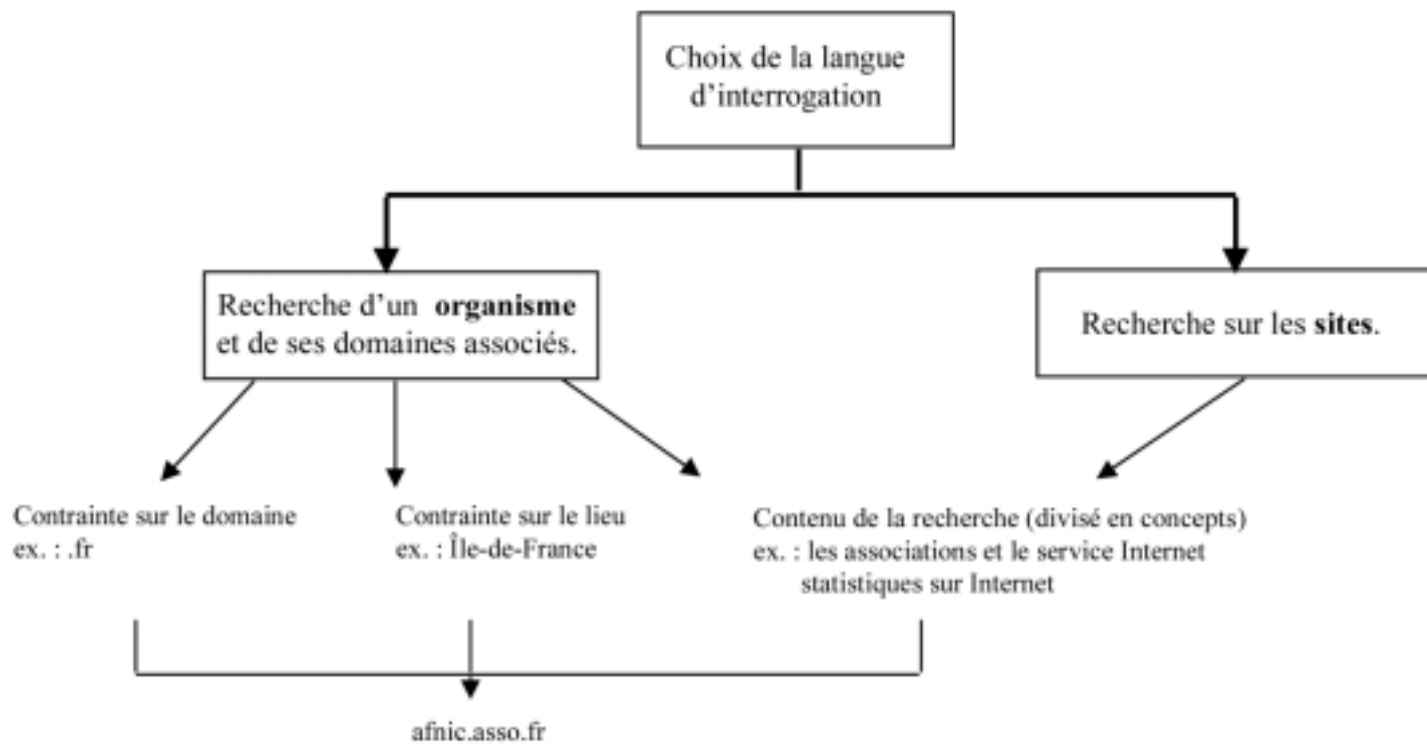 Choix de la langue
d'interrogation
Recherche d'un organisme
et de ses domaines associés.
Recherche sur les sites.
Contrainte sur le domaine
ex. : .fr
Contrainte sur le lieu
ex. : Île-de-France
Contenu de la recherche (divisé en concepts)
ex. : les associations et le service Internet
statistiques sur Internet
afnic.asso.fr